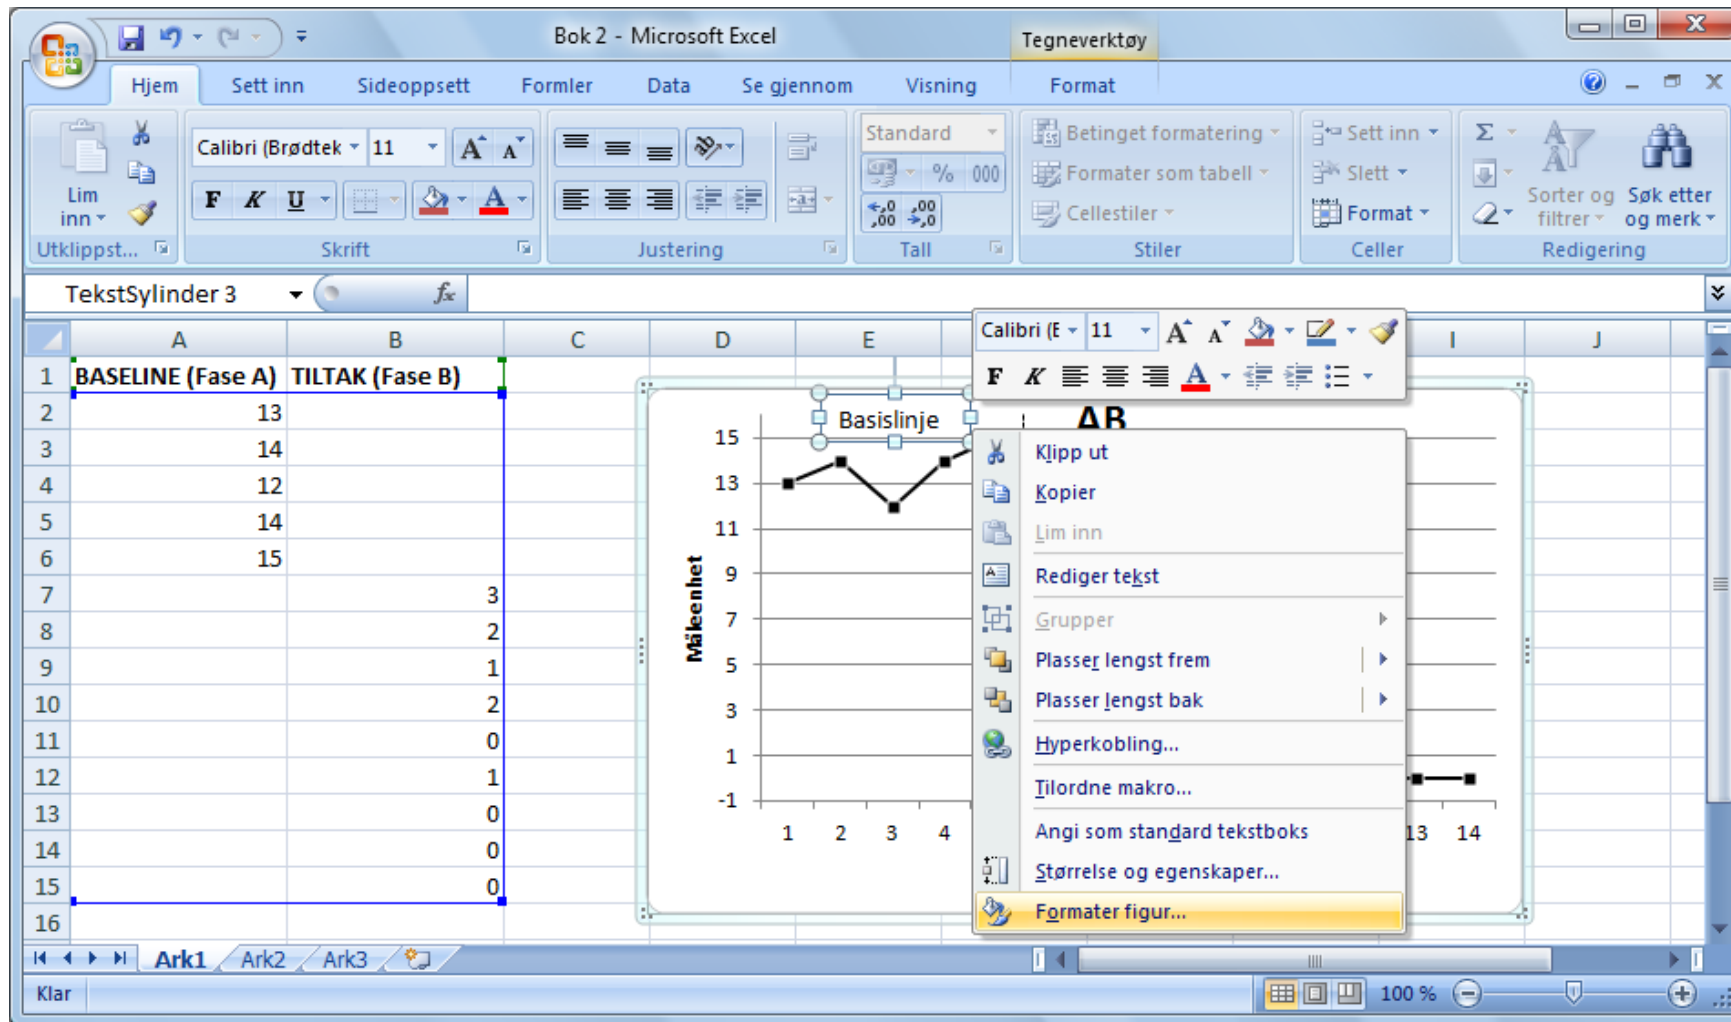 Bok 2 - Microsoft Excel
Tegneverktøy
Hjem Sett inn Sideoppsett Formler Data Se gjennom Visning Format
Lim inn
Utklippst...
Calibri (Brødtek 11 A A
F K U A
Skrift
Justering
Standard
% 000
,0 ,00
,00 ,0
Tall
Betinget formatering
Formater som tabell
Cellestiler
Stiler
Sett inn
Slett
Format
Celler
Σ
Sorter og filtrer
Søk etter og merk
Redigering
TekstSylinder 3 fx
Calibri (E 11 A A
F K A
A B C D E I J
1 BASELINE (Fase A) TILTAK (Fase B)
2 13
3 14
4 12
5 14
6 15
7 3
8 2
9 1
10 2
11 0
12 1
13 0
14 0
15 0
16
Basislinje
AB
Måleenhet
15
13
11
9
7
5
3
1
-1
1 2 3 4 13 14
Klipp ut
Kopier
Lim inn
Rediger tekst
Grupper
Plasser lengst frem
Plasser lengst bak
Hyperkobling...
Tilordne makro...
Angi som standard tekstboks
Størrelse og egenskaper...
Formater figur...
Ark1 Ark2 Ark3
Klar
100 %